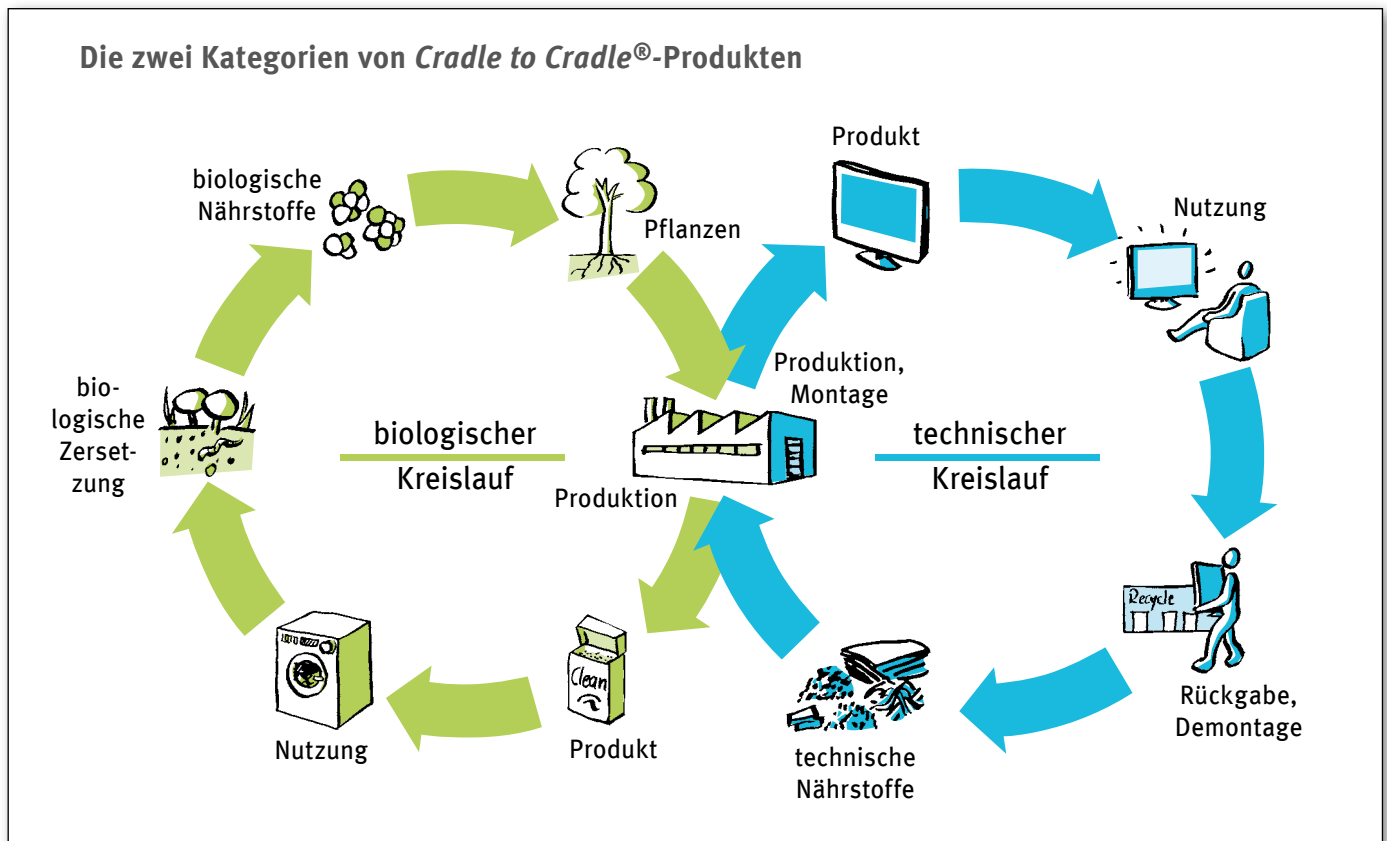 Die zwei Kategorien von Cradle to Cradle®-Produkten
Produkt
biologische
Nährstoffe
Pflanzen
Nutzung
Produktion,
Montage
bio-
logische
Zerset-
zung
biologischer
Kreislauf
technischer
Kreislauf
Produktion
Recycle
Rückgabe,
Demontage
Clean
Nutzung
Produkt
technische
Nährstoffe